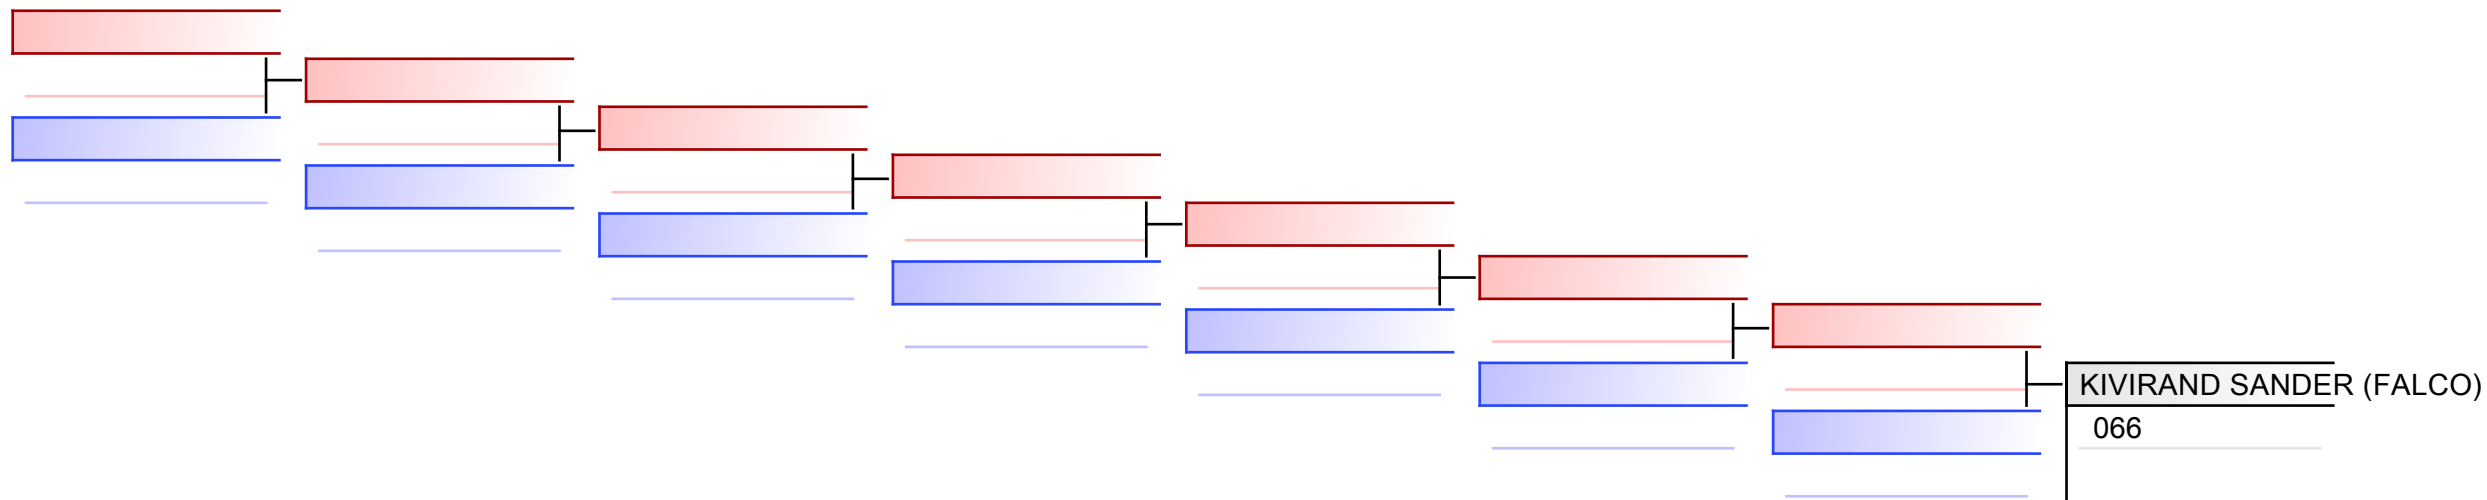 KIVIRAND SANDER (FALCO)
066